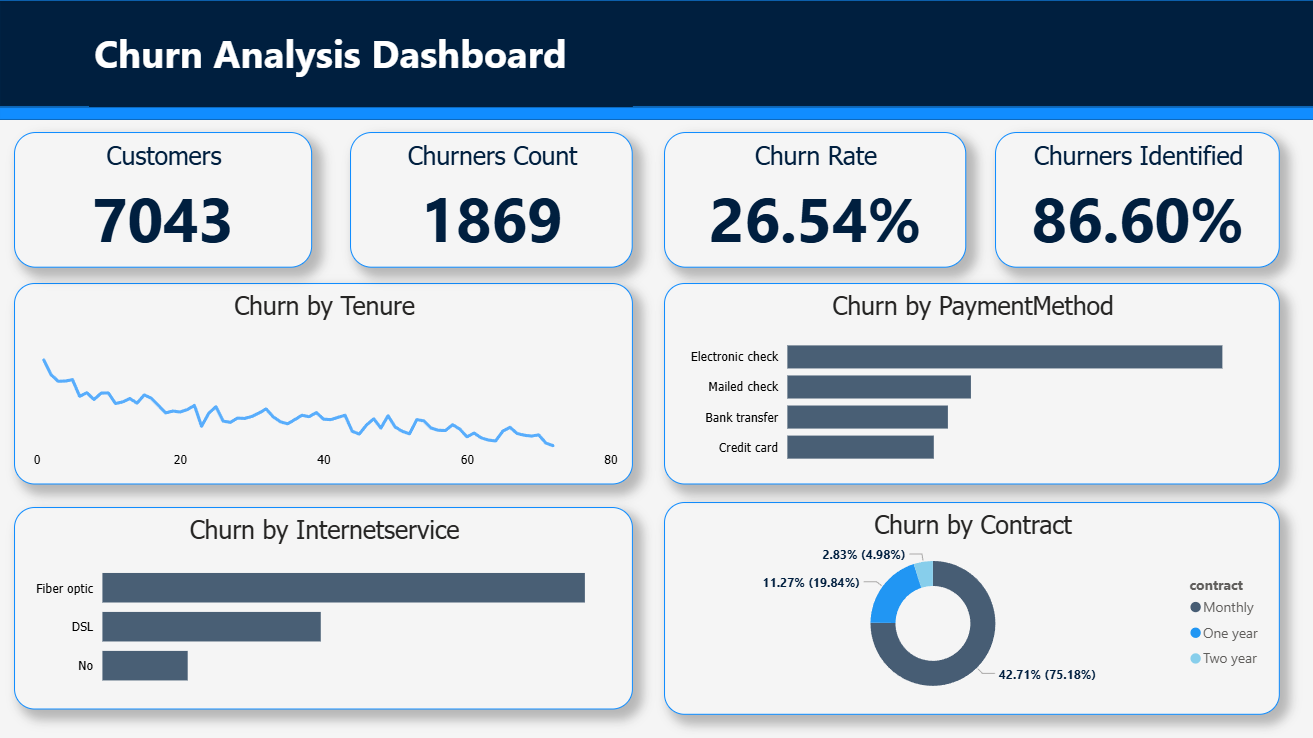 Churn Analysis Dashboard
Customers
7043
Churners Count
1869
Churn Rate
26.54%
Churners Identified
86.60%
Churn by Tenure
0 20 40 60 80
Churn by PaymentMethod
Electronic check
Mailed check
Bank transfer
Credit card
Churn by Internetservice
Fiber optic
DSL
No
Churn by Contract
2.83% (4.98%)
11.27% (19.84%)
42.71% (75.18%)
contract
Monthly
One year
Two year